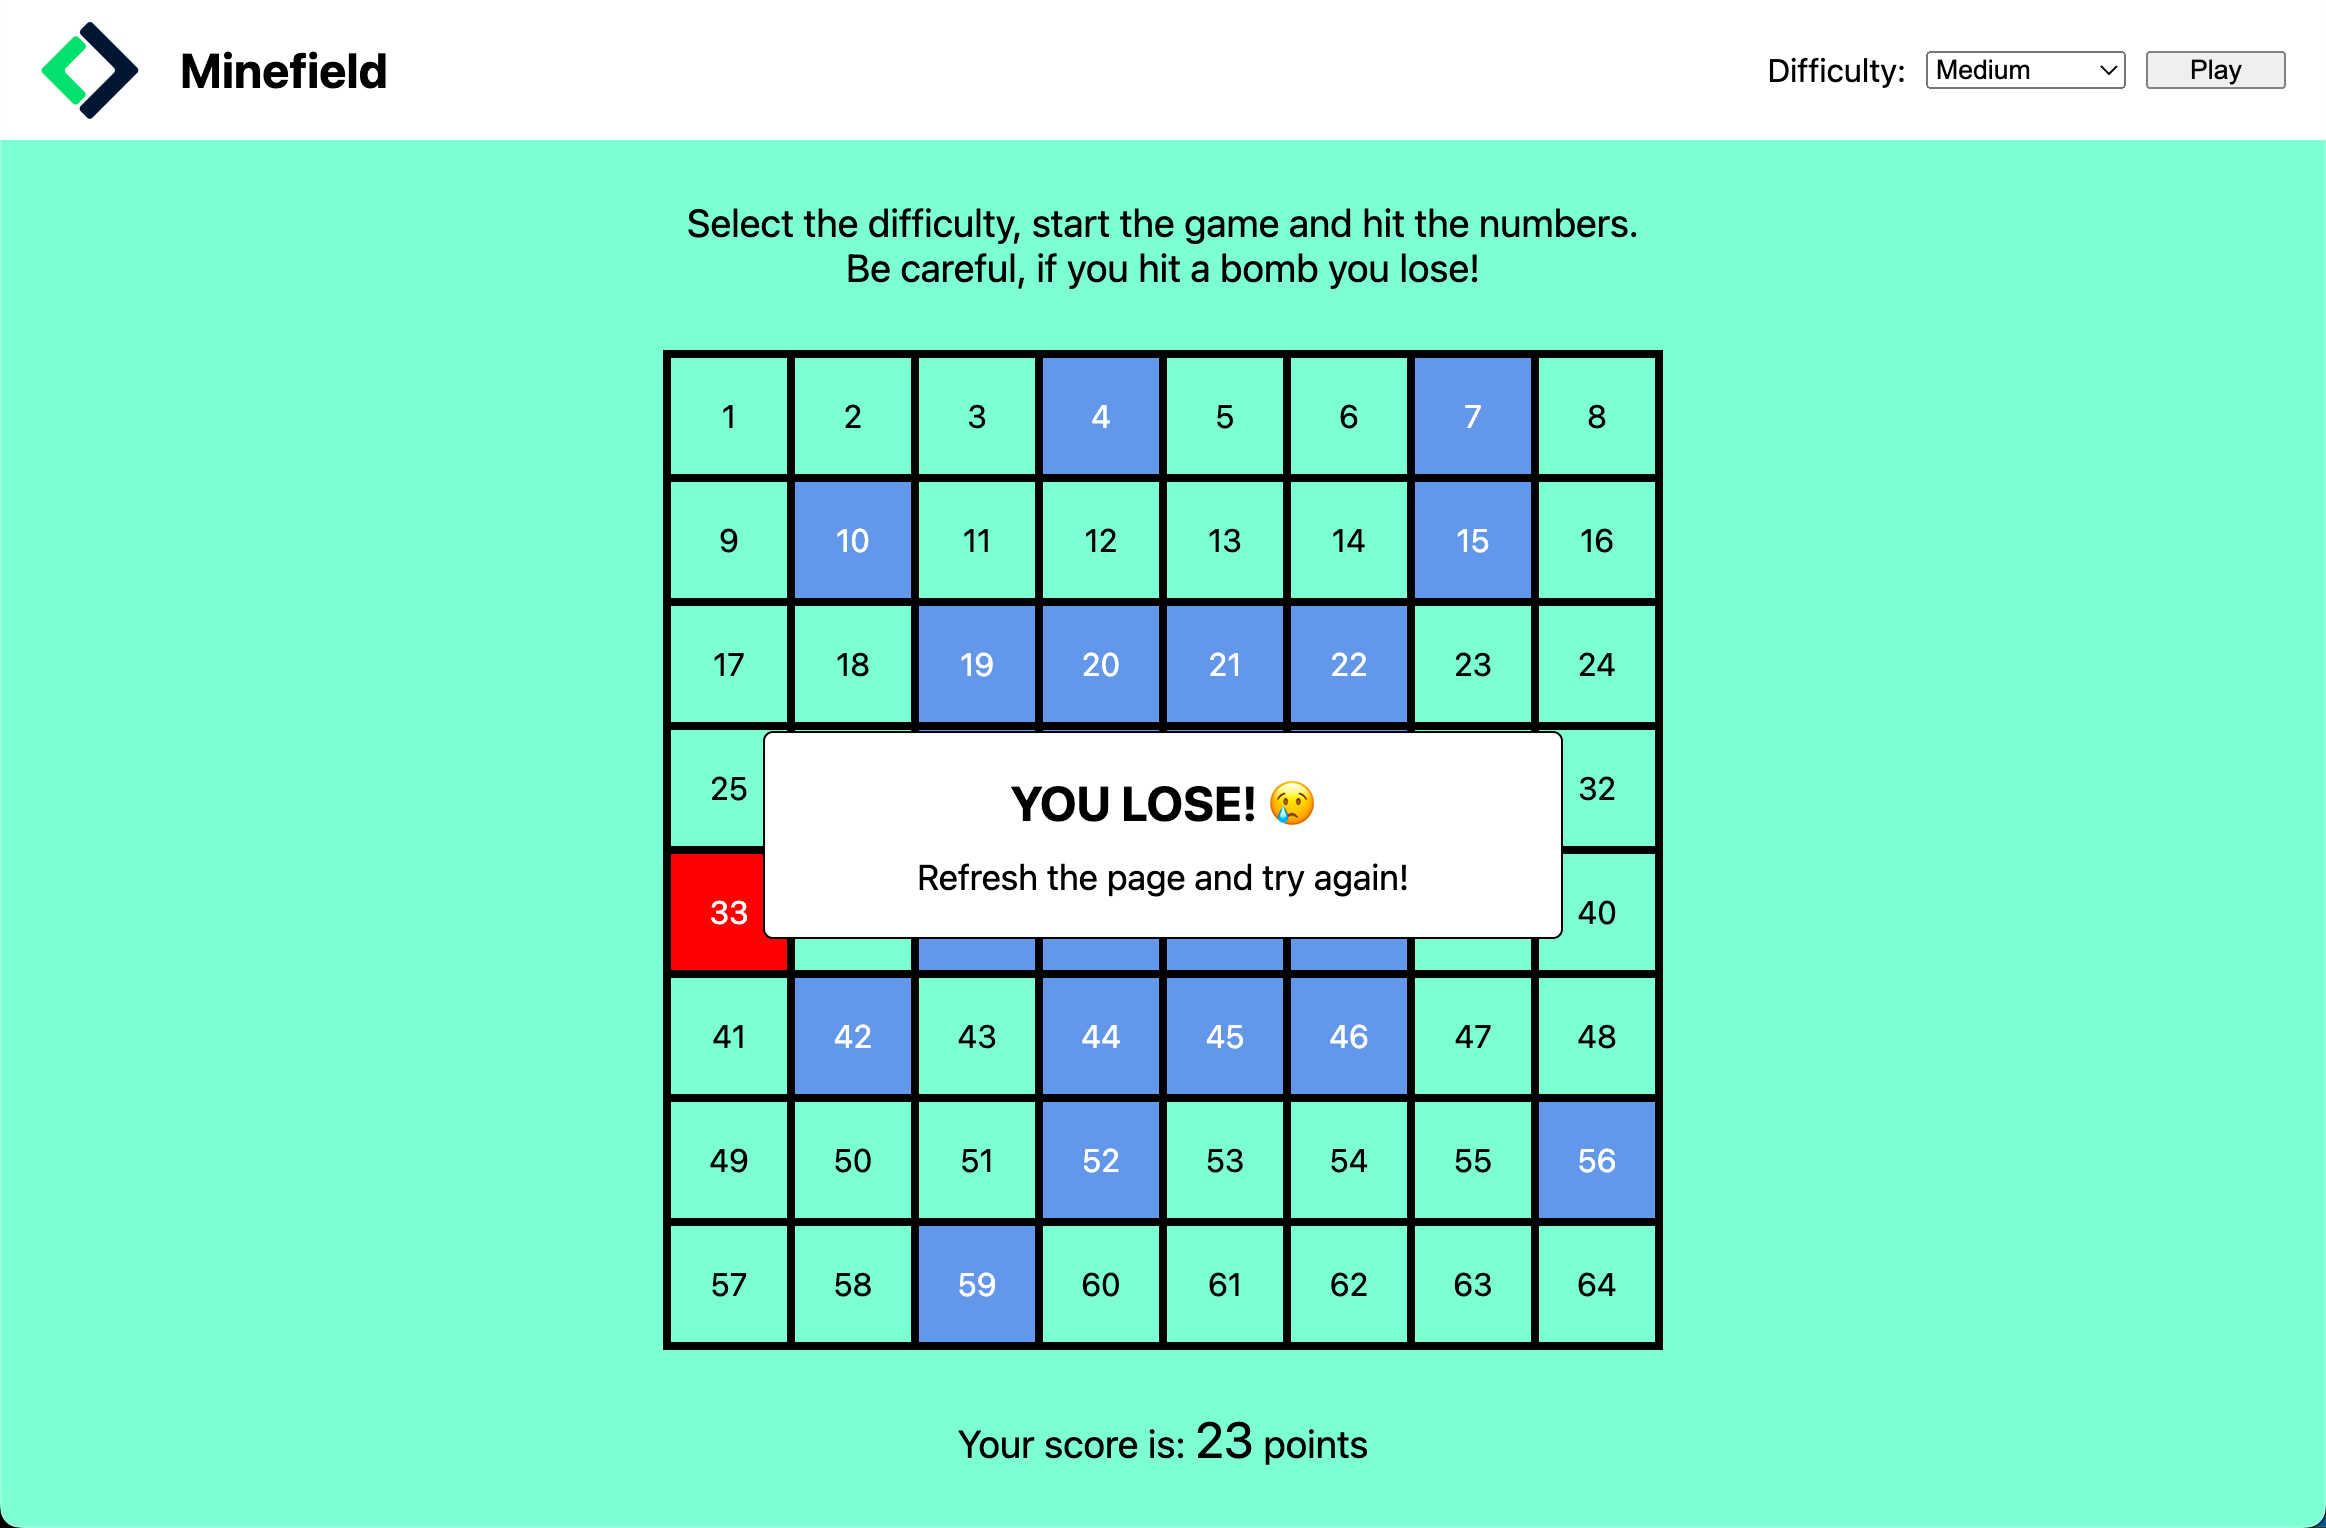 Minefield
Difficulty: Medium Play
Select the difficulty, start the game and hit the numbers.
Be careful, if you hit a bomb you lose!
1 2 3 4 5 6 7 8
9 10 11 12 13 14 15 16
17 18 19 20 21 22 23 24
25 32
YOU LOSE! 😢
Refresh the page and try again!
33 40
41 42 43 44 45 46 47 48
49 50 51 52 53 54 55 56
57 58 59 60 61 62 63 64
Your score is: 23 points